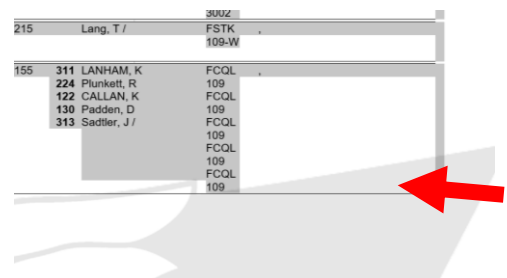 3002
215 Lang, T / FSTK ,
109-W
155 311 LANHAM, K FCQL ,
224 Plunkett, R 109
122 CALLAN, K FCQL
130 Padden, D 109
313 Sadtler, J / FCQL
109
FCQL
109
FCQL
109